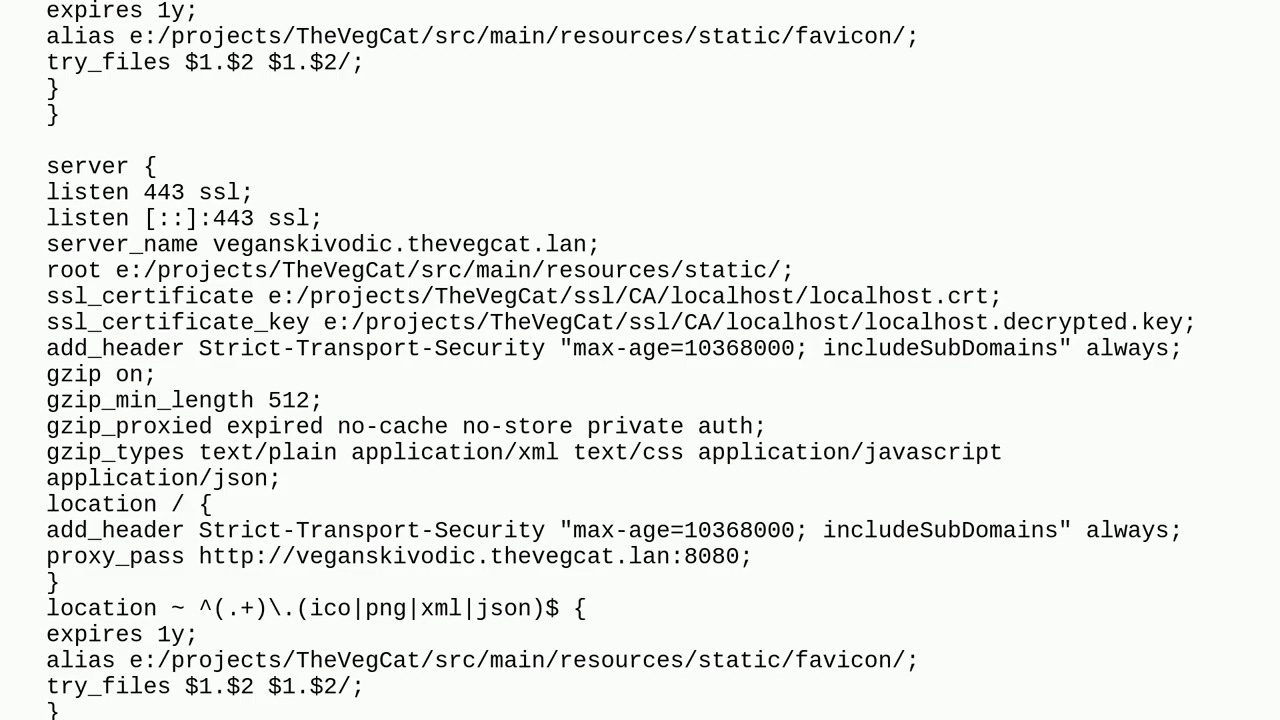 expires 1y;
alias e:/projects/TheVegCat/src/main/resources/static/favicon/;
try_files $1.$2 $1.$2/;
}
}
server {
listen 443 ssl;
listen [::]:443 ssl;
server_name veganskivodic.thevegcat.lan;
root e:/projects/TheVegCat/src/main/resources/static/;
ssl_certificate e:/projects/TheVegCat/ssl/CA/localhost/localhost.crt;
ssl_certificate_key e:/projects/TheVegCat/ssl/CA/localhost/localhost.decrypted.key;
add_header Strict-Transport-Security "max-age=10368000; includeSubDomains" always;
gzip on;
gzip_min_length 512;
gzip_proxied expired no-cache no-store private auth;
gzip_types text/plain application/xml text/css application/javascript
application/json;
location / {
add_header Strict-Transport-Security "max-age=10368000; includeSubDomains" always;
proxy_pass http://veganskivodic.thevegcat.lan:8080;
}
location ~ ^(.+)\.(ico|png|xml|json)$ {
expires 1y;
alias e:/projects/TheVegCat/src/main/resources/static/favicon/;
try_files $1.$2 $1.$2/;
}